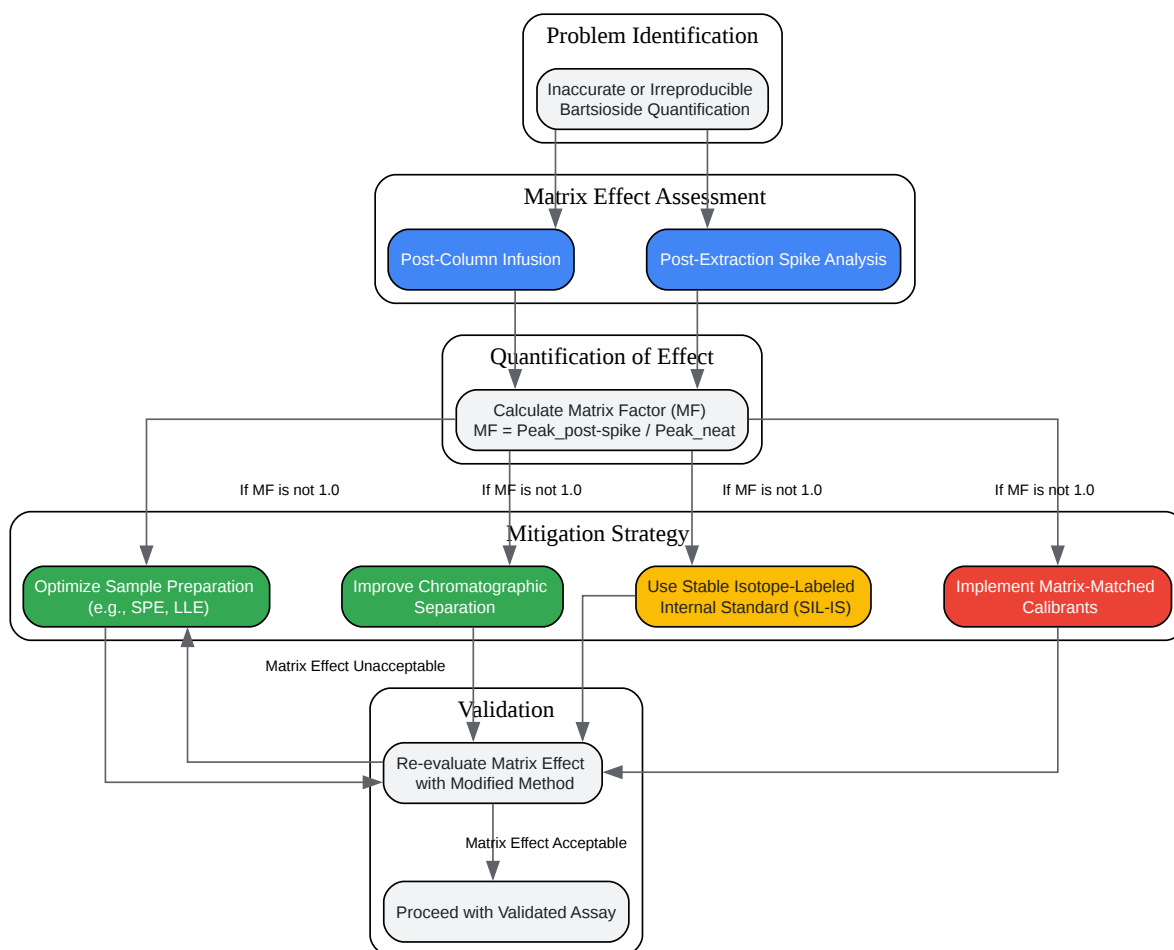 Problem Identification
Inaccurate or Irreproducible
Bartsioside Quantification
Matrix Effect Assessment
Post-Column Infusion
Post-Extraction Spike Analysis
Quantification of Effect
Calculate Matrix Factor (MF)
MF = Peak_post-spike / Peak_neat
If MF is not 1.0
If MF is not 1.0
If MF is not 1.0
If MF is not 1.0
Mitigation Strategy
Optimize Sample Preparation
(e.g., SPE, LLE)
Improve Chromatographic
Separation
Use Stable Isotope-Labeled
Internal Standard (SIL-IS)
Implement Matrix-Matched
Calibrants
Matrix Effect Unacceptable
Validation
Re-evaluate Matrix Effect
with Modified Method
Matrix Effect Acceptable
Proceed with Validated Assay